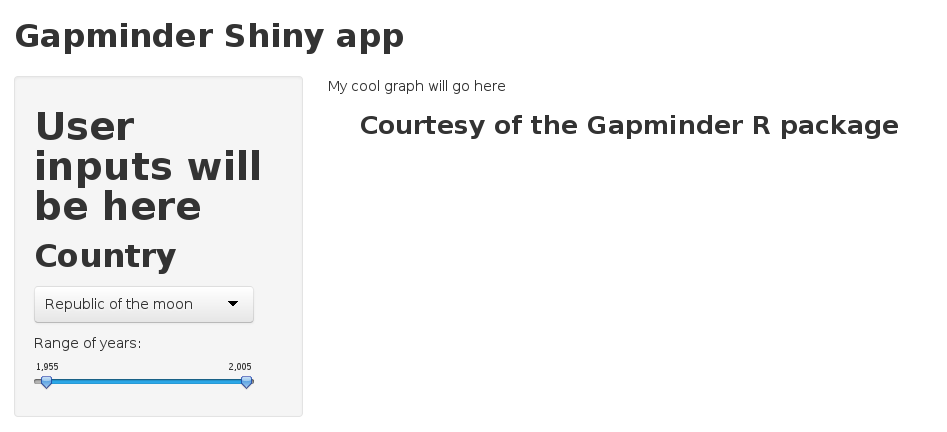 Gapminder Shiny app
User
inputs will
be here
Country
Republic of the moon
Range of years:
1,955 2,005
My cool graph will go here
Courtesy of the Gapminder R package